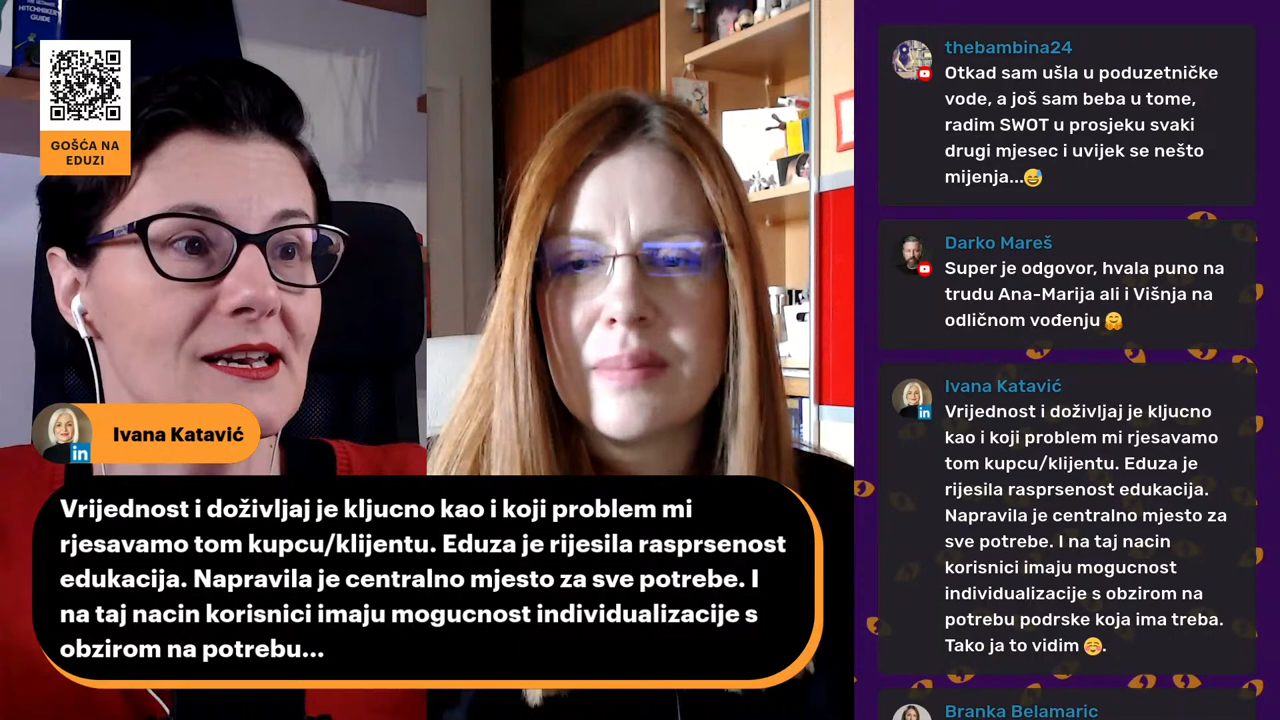 THE ULTIMATE
HITCHHIKER'S
GUIDE
GOŠĆA NA
EDUZI
Ivana Katavić
in
Vrijednost i doživljaj je kljucno kao i koji problem mi
rjesavamo tom kupcu/klijentu. Eduza je rijesila rasprsenost
edukacija. Napravila je centralno mjesto za sve potrebe. I
na taj nacin korisnici imaju mogucnost individualizacije s
obzirom na potrebu...
thebambina24
Otkad sam ušla u poduzetničke
vode, a još sam beba u tome,
radim SWOT u prosjeku svaki
drugi mjesec i uvijek se nešto
mijenja...😅
Darko Mareš
Super je odgovor, hvala puno na
trudu Ana-Marija ali i Višnja na
odličnom vođenju 🤗
Ivana Katavić
in
Vrijednost i doživljaj je kljucno
kao i koji problem mi rjesavamo
tom kupcu/klijentu. Eduza je
rijesila rasprsenost edukacija.
Napravila je centralno mjesto za
sve potrebe. I na taj nacin
korisnici imaju mogucnost
individualizacije s obzirom na
potrebu podrske koja ima treba.
Tako ja to vidim ☺️.
Branka Belamaric